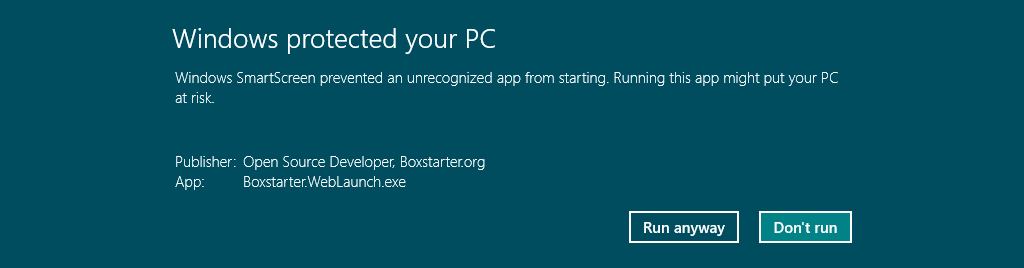 Windows protected your PC
Windows SmartScreen prevented an unrecognized app from starting. Running this app might put your PC
at risk.
Publisher: Open Source Developer, Boxstarter.org
App: Boxstarter.WebLaunch.exe
Run anyway Don't run